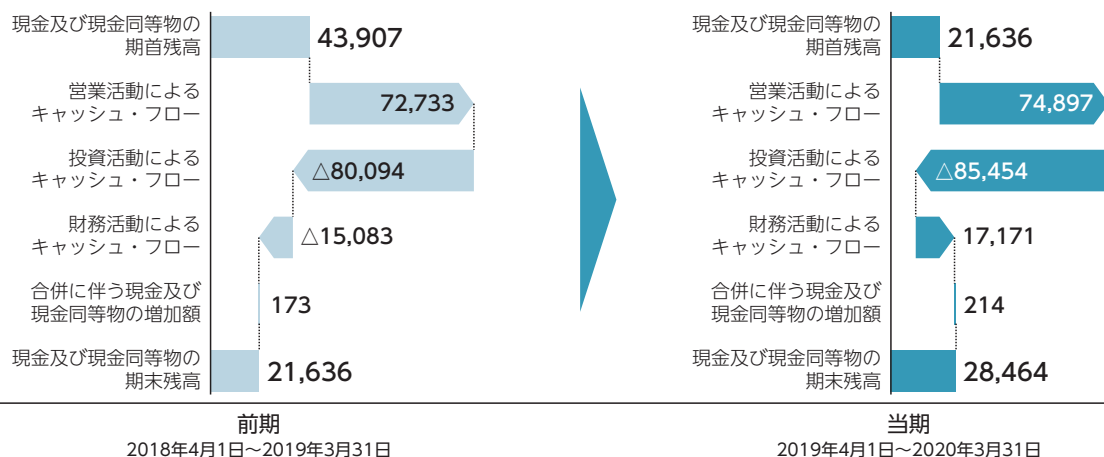 現金及び現金同等物の
期首残高
43,907
営業活動による
キャッシュ・フロー
72,733
投資活動による
キャッシュ・フロー
△80,094
財務活動による
キャッシュ・フロー
△15,083
合併に伴う現金及び
現金同等物の増加額
173
現金及び現金同等物の
期末残高
21,636
前期
2018年4月1日～2019年3月31日
現金及び現金同等物の
期首残高
21,636
営業活動による
キャッシュ・フロー
74,897
投資活動による
キャッシュ・フロー
△85,454
財務活動による
キャッシュ・フロー
17,171
合併に伴う現金及び
現金同等物の増加額
214
現金及び現金同等物の
期末残高
28,464
当期
2019年4月1日～2020年3月31日